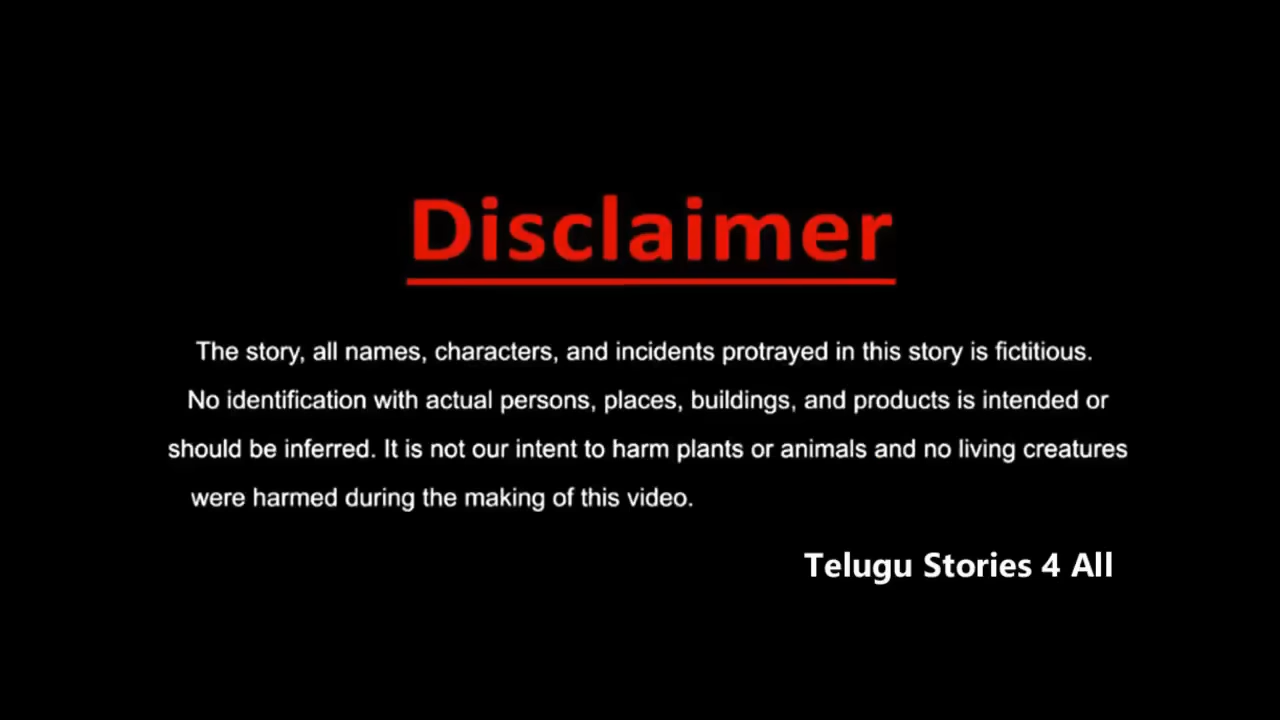 Disclaimer
The story, all names, characters, and incidents protrayed in this story is fictitious.
No identification with actual persons, places, buildings, and products is intended or
should be inferred. It is not our intent to harm plants or animals and no living creatures
were harmed during the making of this video.
Telugu Stories 4 All